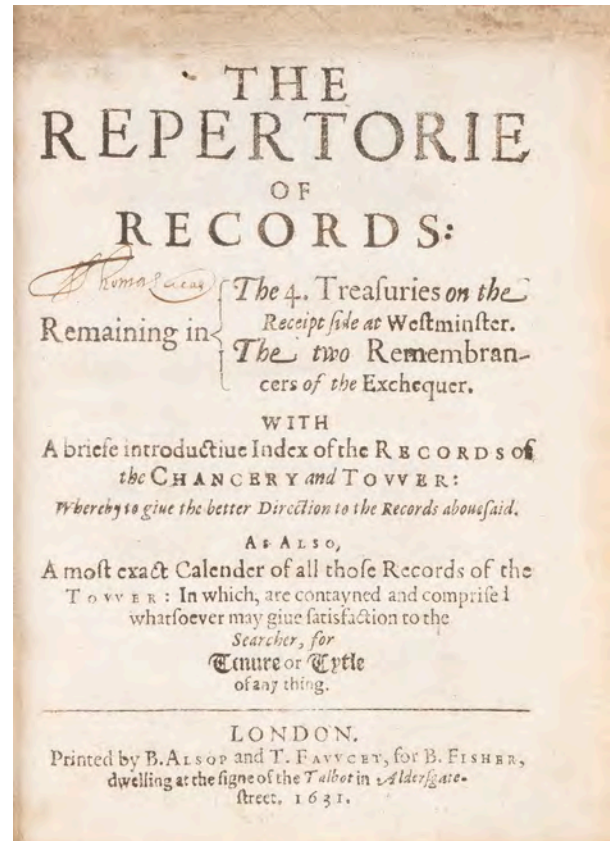 THE
REPERTORIE
OF
RECORDS:
Thomas
Remaining in
The 4. Treaſuries on the
Receipt ſide at Weſtminſter.
The two Remembran-
cers of the Exchequer.
WITH
A briefe introductiue Index of the RECORDS of
the CHANCERY and TOVVER:
Whereby to giue the better Direction to the Records aboueſaid.
AS ALSO,
A moſt exact Calender of all thoſe Records of the
TOVVER: In which, are contayned and compriſed
whatſoever may giue ſatiſfaction to the
Searcher, for
Tenure or Tytle
of any thing.
LONDON.
Printed by B. ALSOP and T. FAVVCET, for B. FISHER,
dwelling at the ſigne of the Talbot in Alderſgate-
ſtreet. 1631.